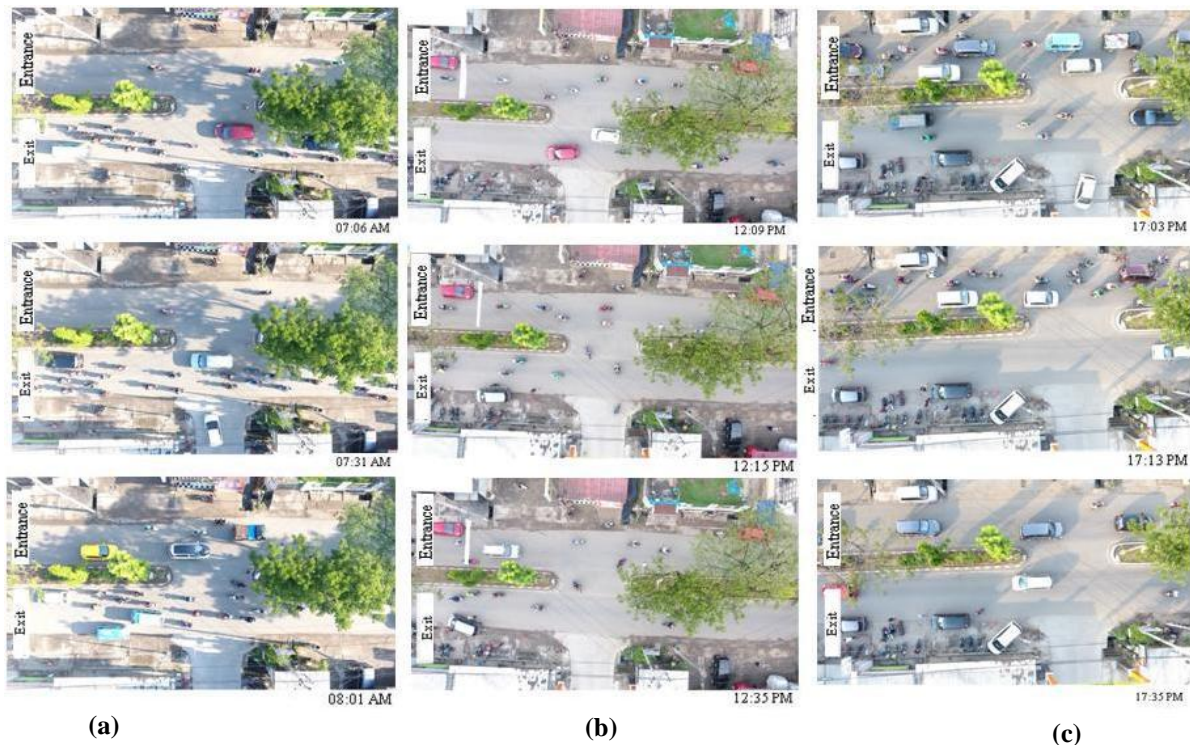 Entrance
Exit
07:06 AM
Entrance
Exit
12:09 PM
Entrance
Exit
17:03 PM
Entrance
Exit
07:31 AM
Entrance
Exit
12:15 PM
Entrance
Exit
17:13 PM
Entrance
Exit
08:01 AM
Entrance
Exit
12:35 PM
Entrance
Exit
17:35 PM
(a)
(b)
(c)